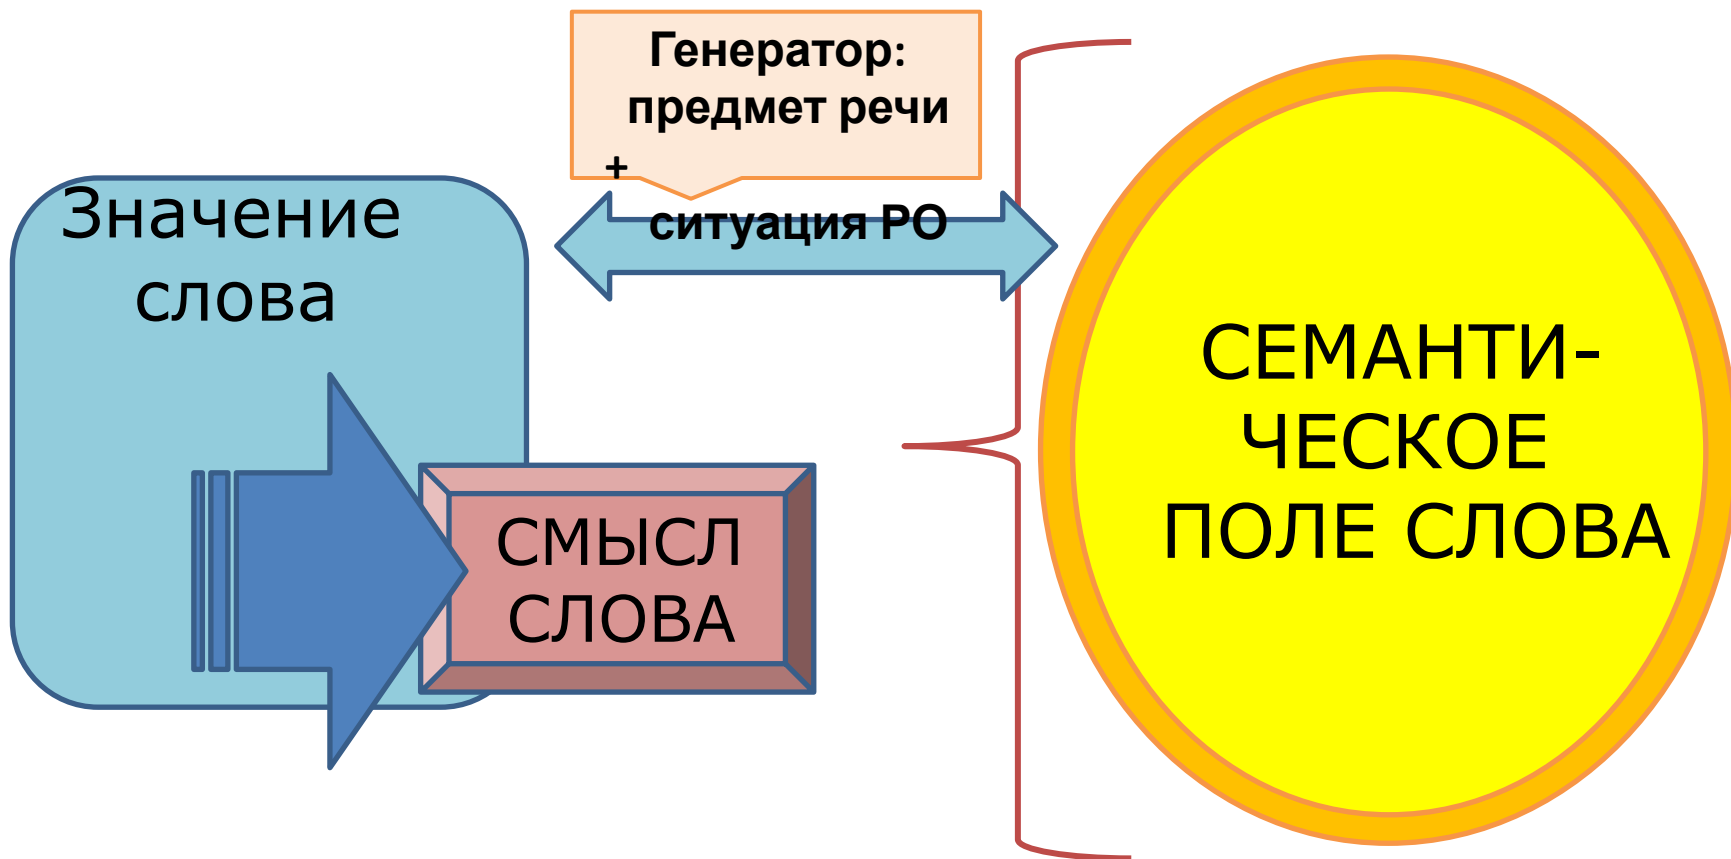 Генератор:
предмет речи
+
ситуация РО
Значение
слова
СМЫСЛ
СЛОВА
СЕМАНТИ-
ЧЕСКОЕ
ПОЛЕ СЛОВА